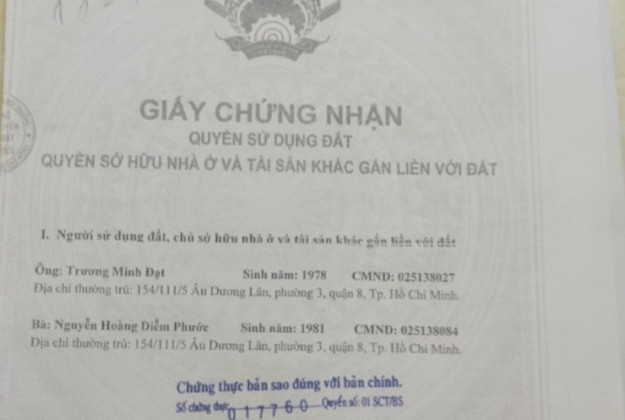 GIẤY CHỨNG NHẬN
QUYỀN SỬ DỤNG ĐẤT
QUYỀN SỞ HỮU NHÀ Ở VÀ TÀI SẢN KHÁC GẮN LIỀN VỚI ĐẤT
I. Người sử dụng đất, chủ sở hữu nhà ở và tài sản khác gắn liền với đất
Ông: Trương Minh Đạt Sinh năm: 1978 CMND: 025138027
Địa chỉ thường trú: 154/111/5 Âu Dương Lân, phường 3, quận 8, Tp. Hồ Chí Minh.
Bà: Nguyễn Hoàng Diễm Phước Sinh năm: 1981 CMND: 025138084
Địa chỉ thường trú: 154/111/5 Âu Dương Lân, phường 3, quận 8, Tp. Hồ Chí Minh.
Chứng thực bản sao đúng với bản chính.
Số chứng thực 017760 Quyển số: 01 SCT/BS